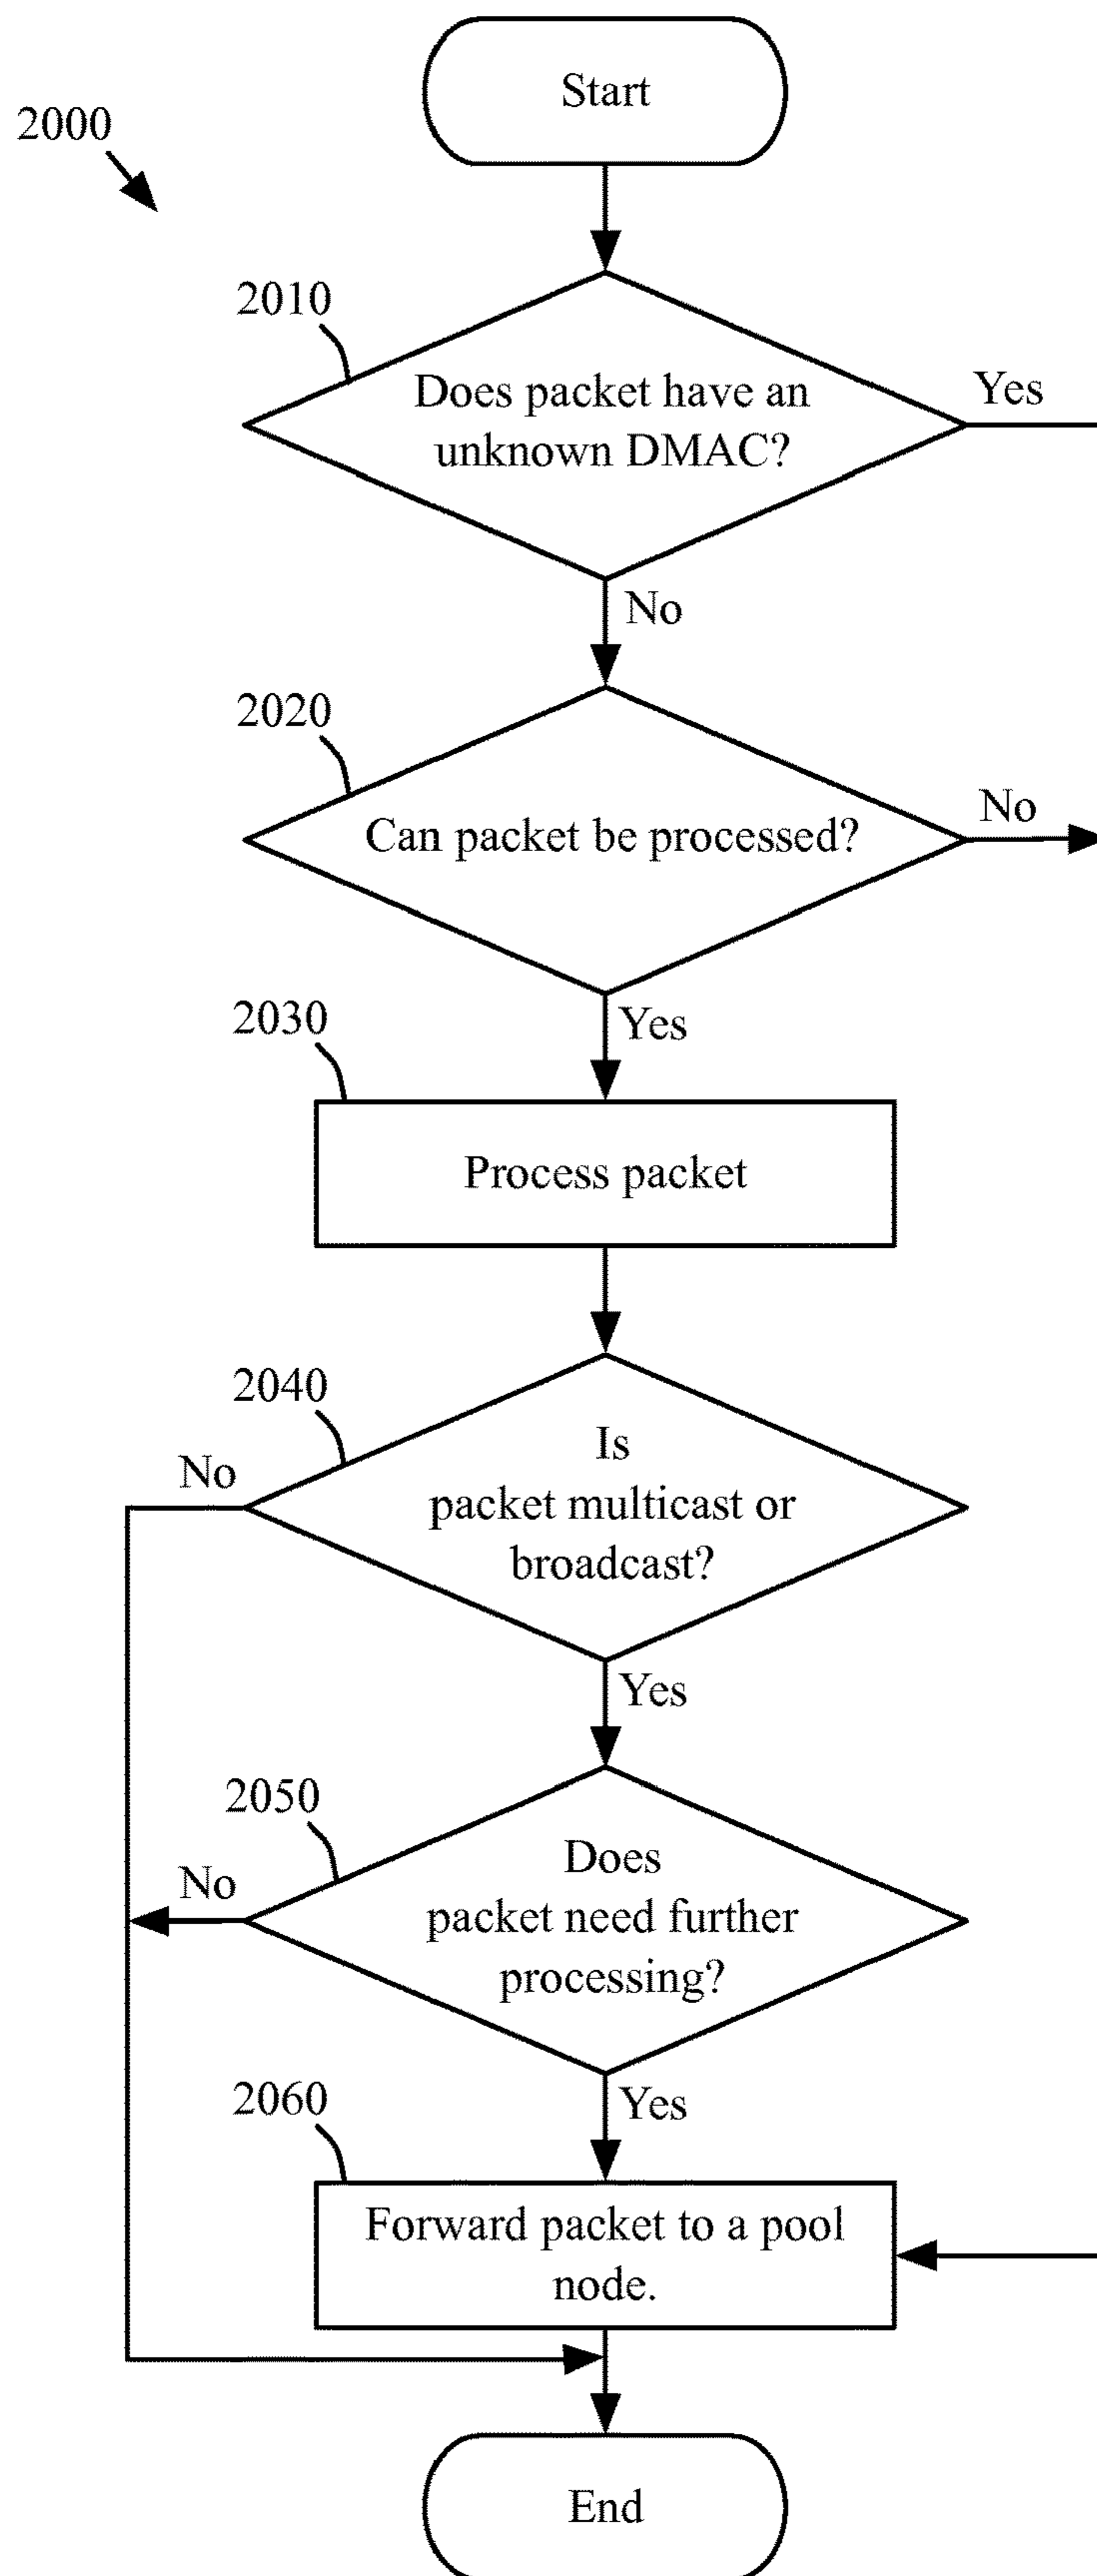 Start
2000
2010
Does packet have an
unknown DMAC?
Yes
No
2020
Can packet be processed?
No
Yes
2030
Process packet
2040
Is
packet multicast or
broadcast?
No
Yes
2050
Does
packet need further
processing?
No
Yes
2060
Forward packet to a pool
node.
End